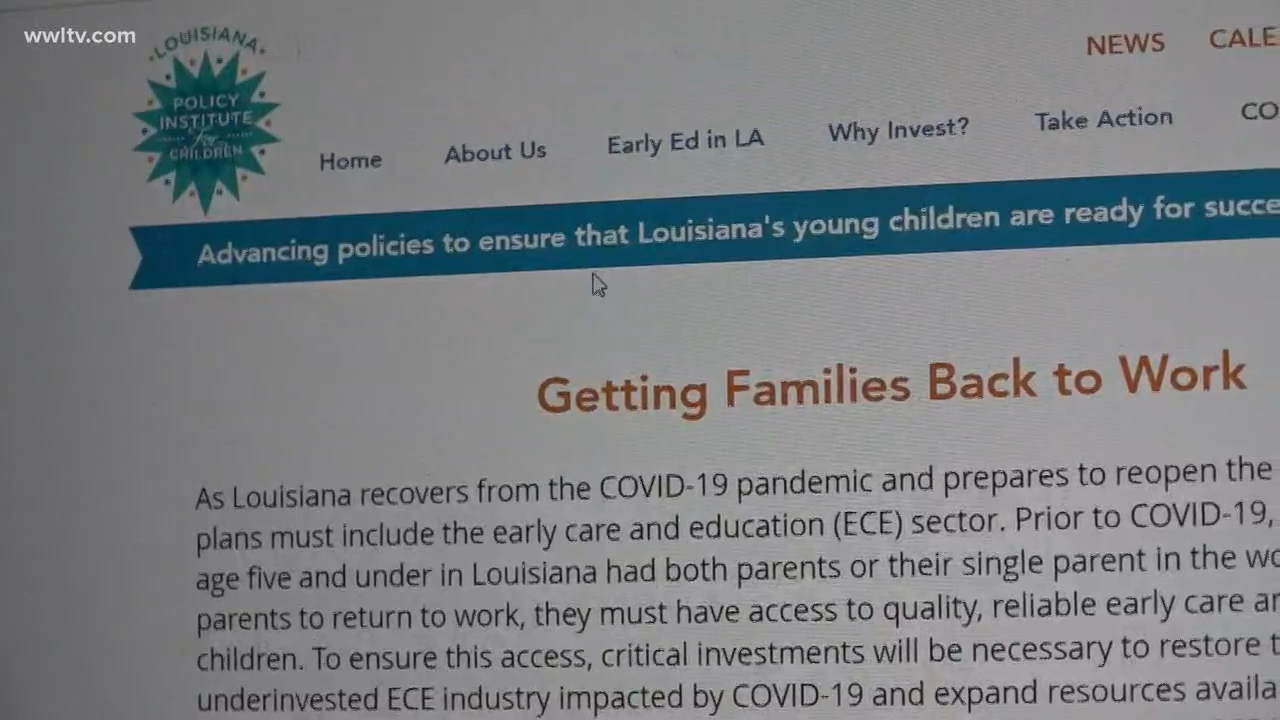 wwltv.com
LOUISIANA
POLICY
INSTITUTE
for
CHILDREN
NEWS
Home About Us Early Ed in LA Why Invest? Take Action
Advancing policies to ensure that Louisiana's young children are ready for
Getting Families Back to Work
As Louisiana recovers from the COVID-19 pandemic and prepares to reopen the
plans must include the early care and education (ECE) sector. Prior to COVID-19,
age five and under in Louisiana had both parents or their single parent in the
parents to return to work, they must have access to quality, reliable early care
children. To ensure this access, critical investments will be necessary to restore
underinvested ECE industry impacted by COVID-19 and expand resources